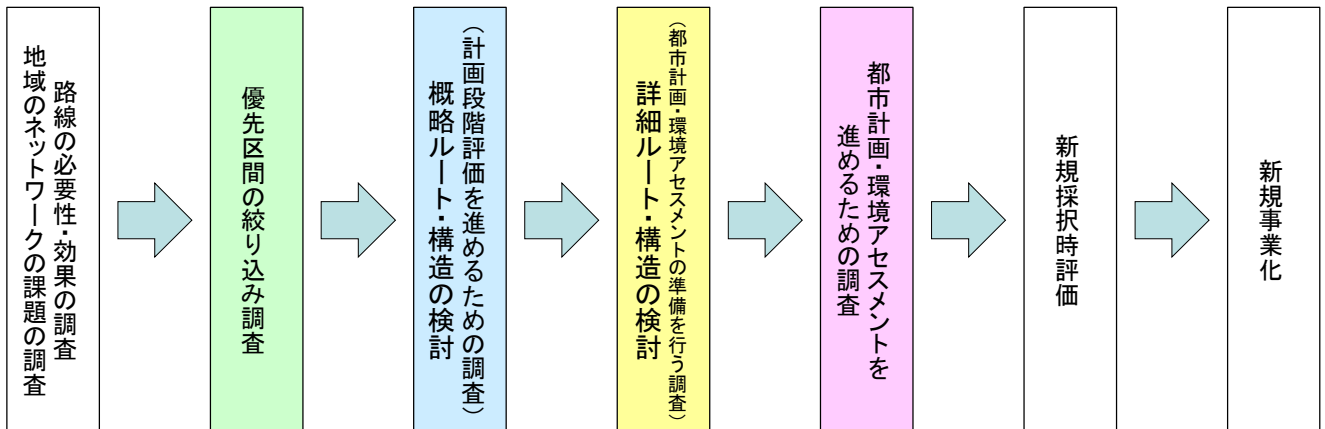 路線の必要性・効果の調査
地域のネットワークの課題の調査
優先区間の絞り込み調査
(計画段階評価を進めるための調査)
概略ルート・構造の検討
(都市計画・環境アセスメントの準備を行う調査)
詳細ルート・構造の検討
都市計画・環境アセスメントを
進めるための調査
新規採択時評価
新規事業化